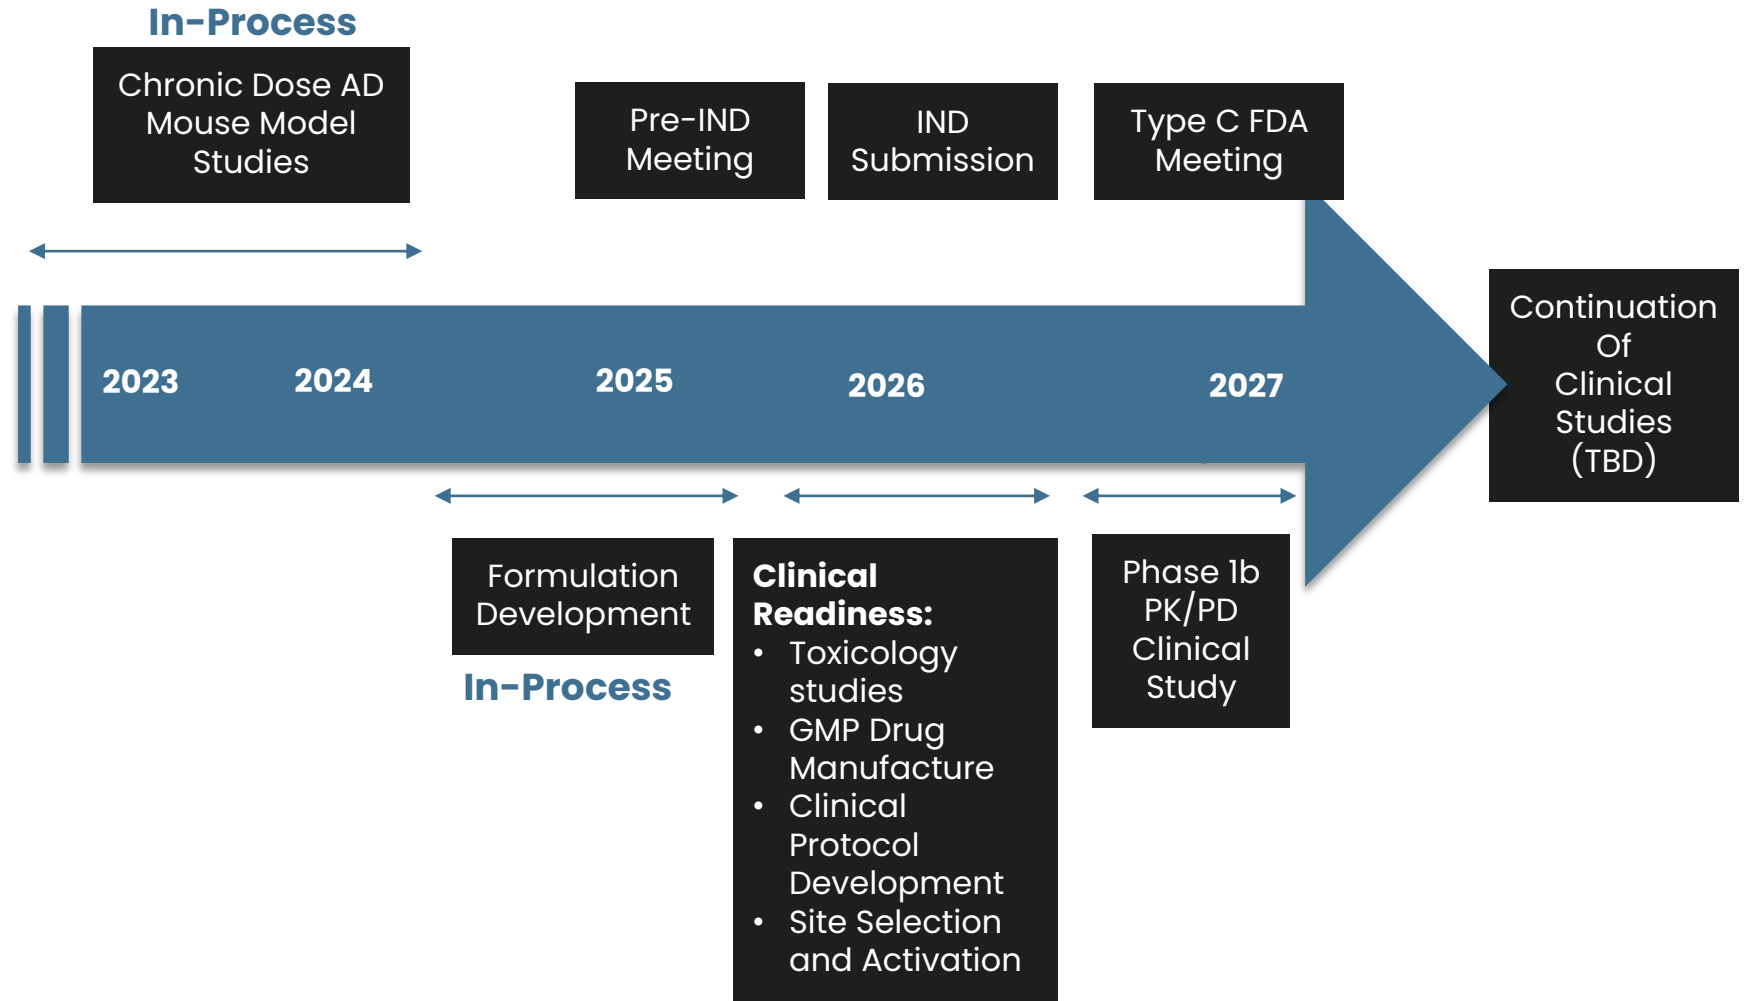 In-Process
Chronic Dose AD
Mouse Model
Studies
Pre-IND
Meeting
IND
Submission
Type C FDA
Meeting
2023
2024
2025
2026
2027
Continuation
Of
Clinical
Studies
(TBD)
Formulation
Development
In-Process
Clinical
Readiness:
• Toxicology
studies
• GMP Drug
Manufacture
• Clinical
Protocol
Development
• Site Selection
and Activation
Phase 1b
PK/PD
Clinical
Study